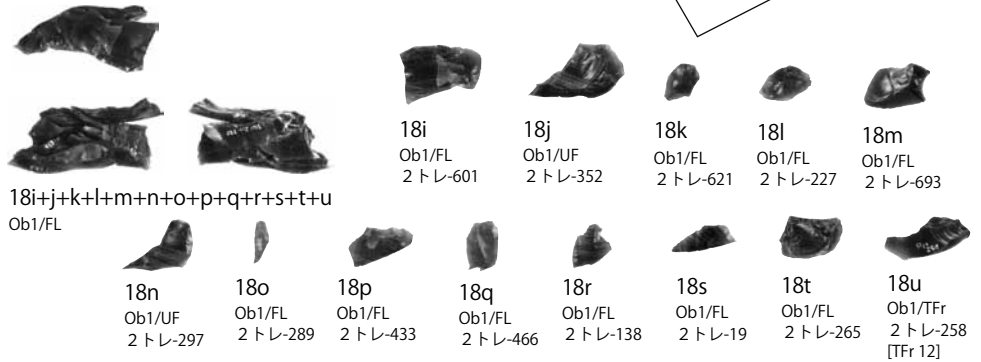 18i
Ob1/FL
2トレ-601
18j
Ob1/UF
2トレ-352
18k
Ob1/FL
2トレ-621
18l
Ob1/FL
2トレ-227
18m
Ob1/FL
2トレ-693
18i+j+k+l+m+n+o+p+q+r+s+t+u
Ob1/FL
18n
Ob1/UF
2トレ-297
18o
Ob1/FL
2トレ-289
18p
Ob1/FL
2トレ-433
18q
Ob1/FL
2トレ-466
18r
Ob1/FL
2トレ-138
18s
Ob1/FL
2トレ-19
18t
Ob1/FL
2トレ-265
18u
Ob1/TFr
2トレ-258
[TFr 12]